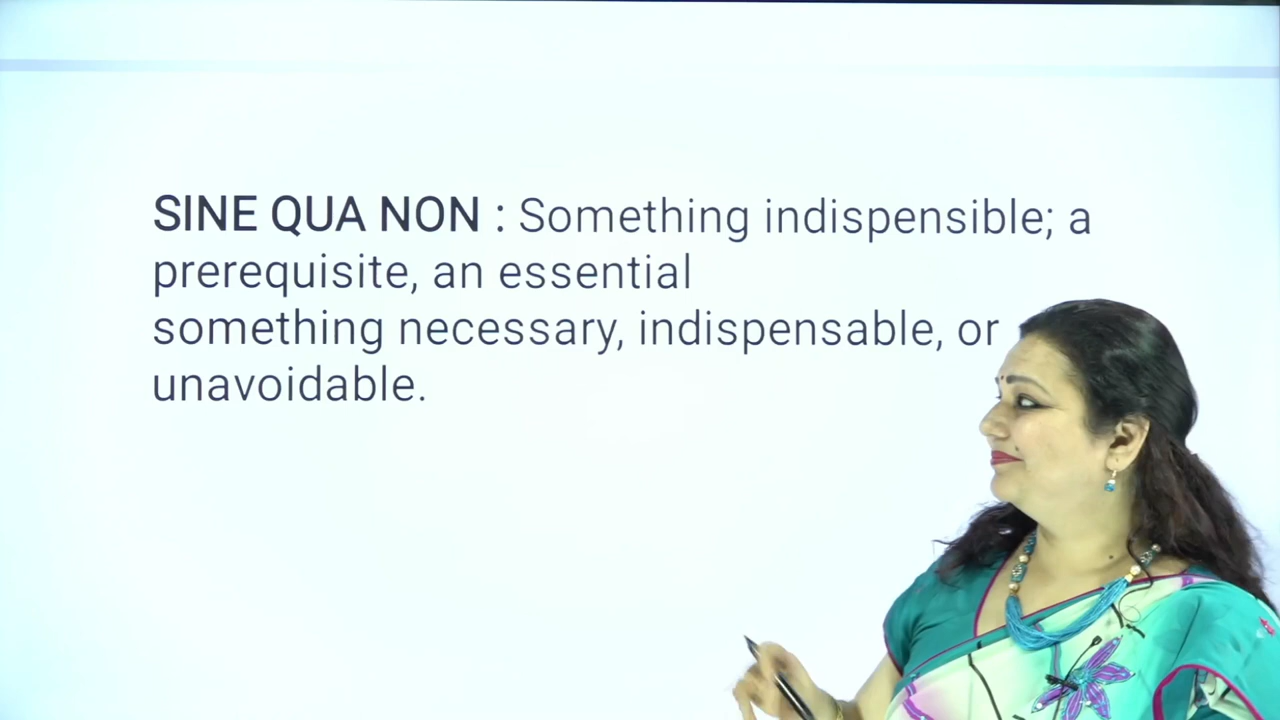 SINE QUA NON : Something indispensible; a
prerequisite, an essential
something necessary, indispensable, or
unavoidable.